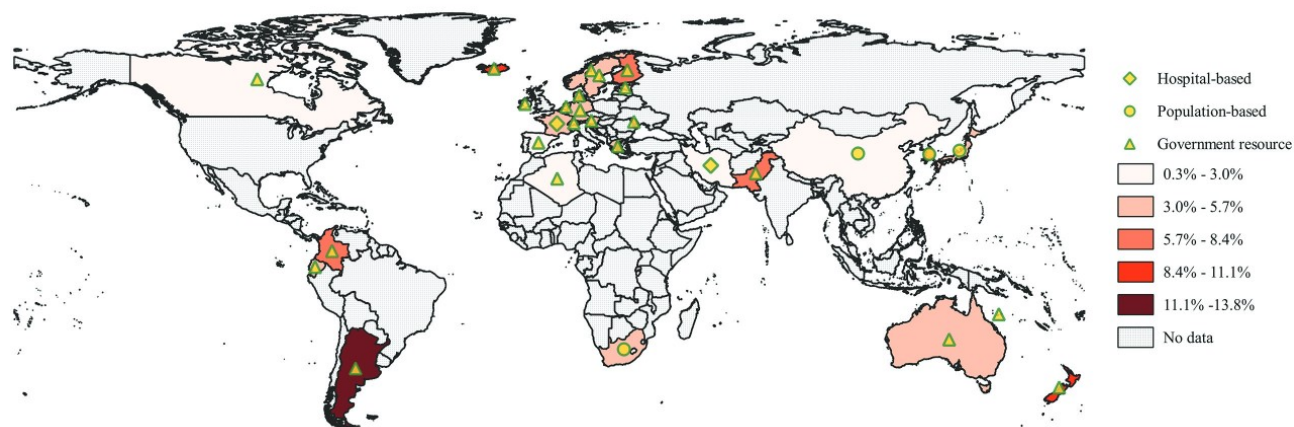 Hospital-based
Population-based
Government resource
0.3% - 3.0%
3.0% - 5.7%
5.7% - 8.4%
8.4% - 11.1%
11.1% -13.8%
No data